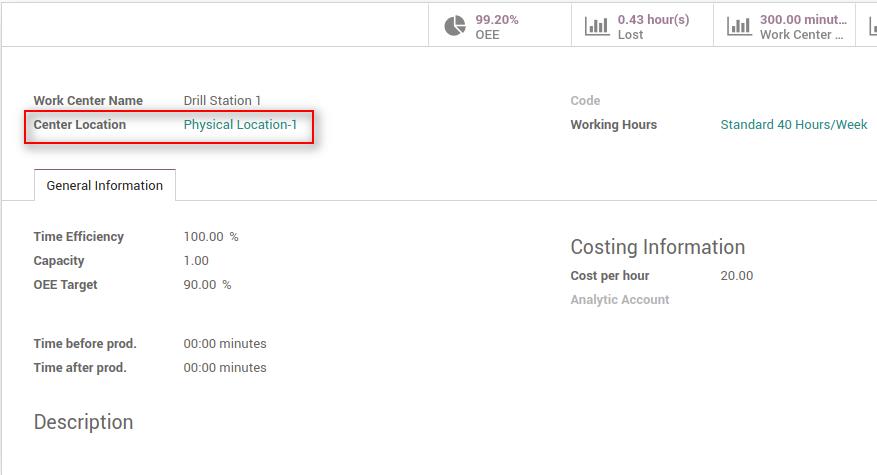 99.20%
OEE
0.43 hour(s)
Lost
300.00 minut...
Work Center ...
Work Center Name Drill Station 1
Code
Center Location Physical Location-1
Working Hours Standard 40 Hours/Week
General Information
Time Efficiency 100.00 %
Capacity 1.00
OEE Target 90.00 %
Costing Information
Cost per hour 20.00
Analytic Account
Time before prod. 00:00 minutes
Time after prod. 00:00 minutes
Description